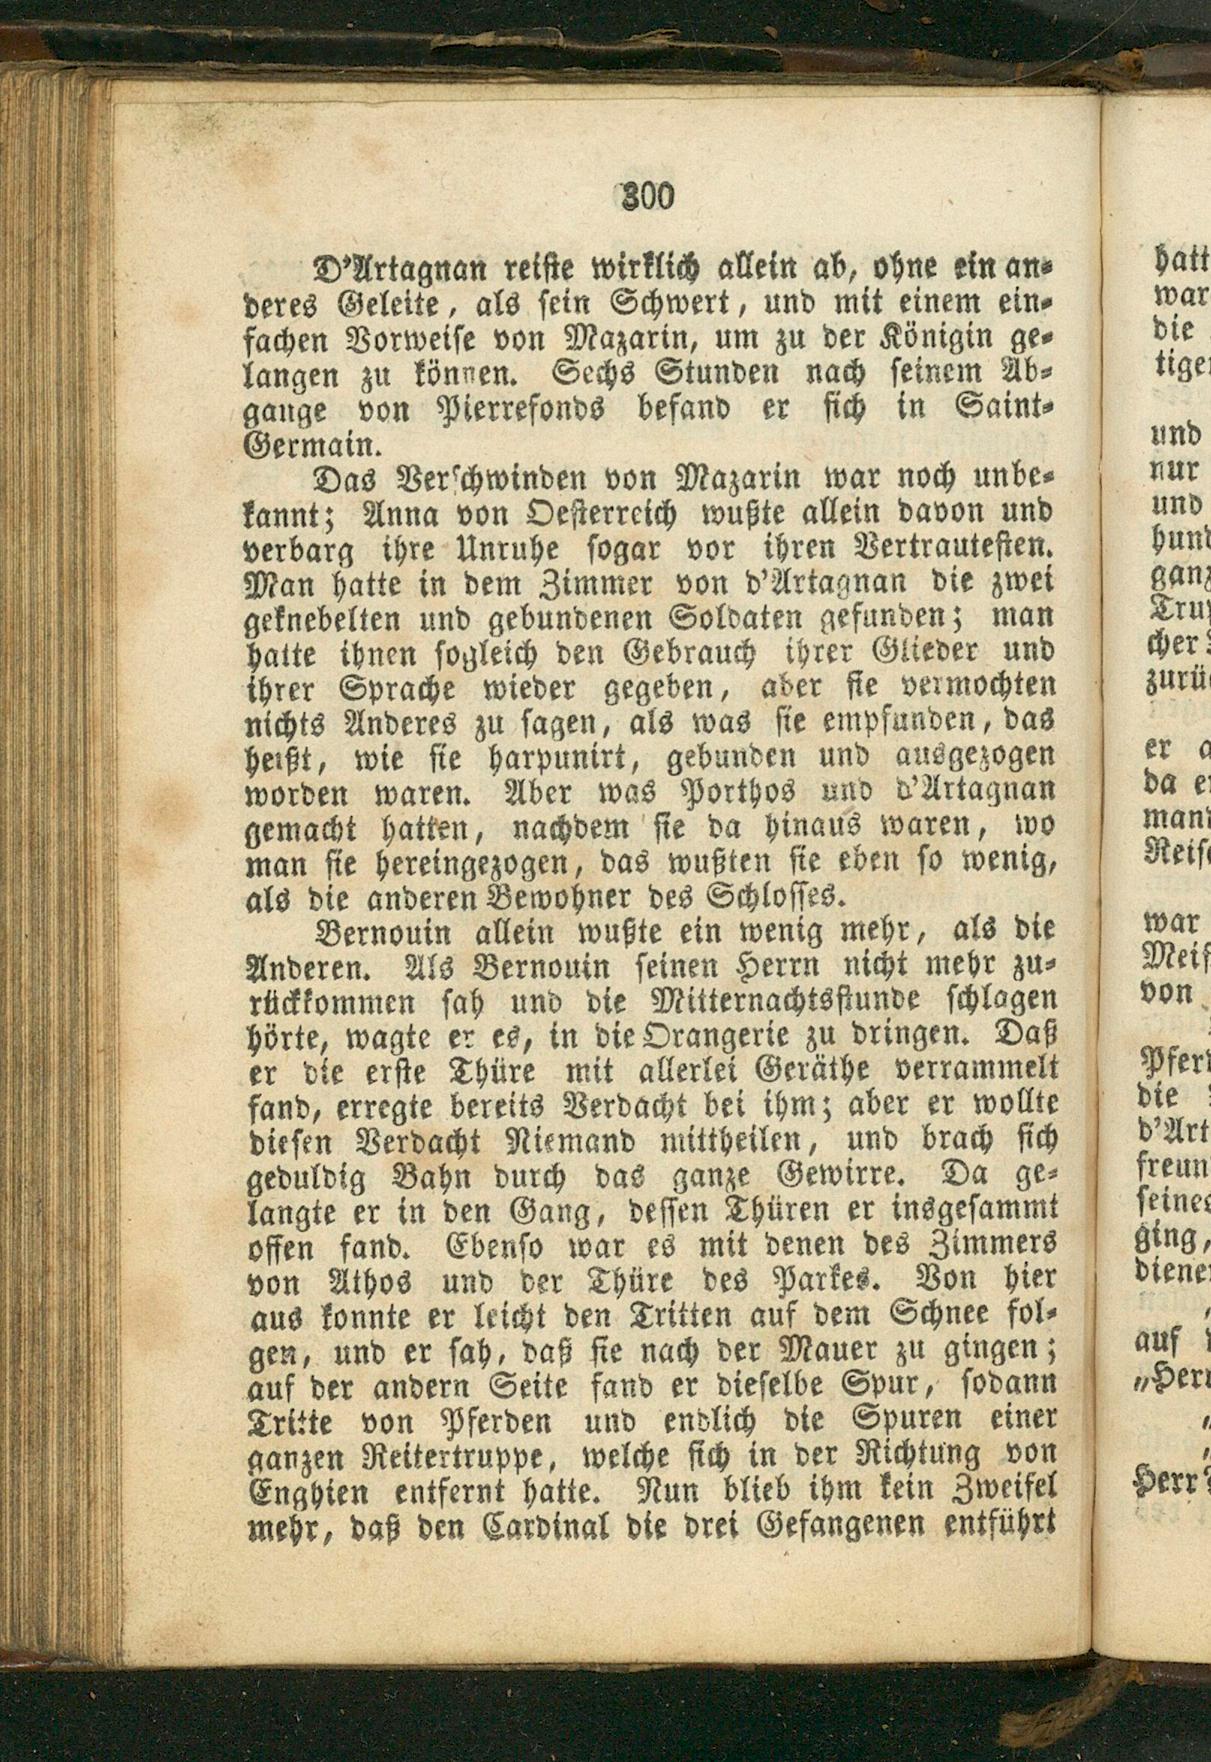 300
D'Artagnan reiste wirklich allein ab, ohne ein an-
deres Geleite, als sein Schwert, und mit einem ein-
fachen Vorweise von Mazarin, um zu der Königin ge-
langen zu können. Sechs Stunden nach seinem Ab-
gange von Pierrefonds befand er sich in Saint-
Germain.
Das Verschwinden von Mazarin war noch unbe-
kannt; Anna von Oesterreich wußte allein davon und
verbarg ihre Unruhe sogar vor ihren Vertrautesten.
Man hatte in dem Zimmer von d'Artagnan die zwei
geknebelten und gebundenen Soldaten gefunden; man
hatte ihnen sogleich den Gebrauch ihrer Glieder und
ihrer Sprache wieder gegeben, aber sie vermochten
nichts Anderes zu sagen, als was sie empfunden, das
heißt, wie sie harpunirt, gebunden und ausgezogen
worden waren. Aber was Porthos und d'Artagnan
gemacht hatten, nachdem sie da hinaus waren, wo
man sie hereingezogen, das wußten sie eben so wenig,
als die anderen Bewohner des Schlosses.
Bernouin allein wußte ein wenig mehr, als die
Anderen. Als Bernouin seinen Herrn nicht mehr zu-
rückkommen sah und die Mitternachtsstunde schlagen
hörte, wagte er es, in die Orangerie zu dringen. Daß
er die erste Thüre mit allerlei Geräthe verrammelt
fand, erregte bereits Verdacht bei ihm; aber er wollte
diesen Verdacht Niemand mittheilen, und brach sich
geduldig Bahn durch das ganze Gewirre. Da ge-
langte er in den Gang, dessen Thüren er insgesammt
offen fand. Ebenso war es mit denen des Zimmers
von Athos und der Thüre des Parkes. Von hier
aus konnte er leicht den Tritten auf dem Schnee fol-
gen, und er sah, daß sie nach der Mauer zu gingen;
auf der andern Seite fand er dieselbe Spur, sodann
Tritte von Pferden und endlich die Spuren einer
ganzen Reitertruppe, welche sich in der Richtung von
Enghien entfernt hatte. Nun blieb ihm kein Zweifel
mehr, daß den Cardinal die drei Gefangenen entführt